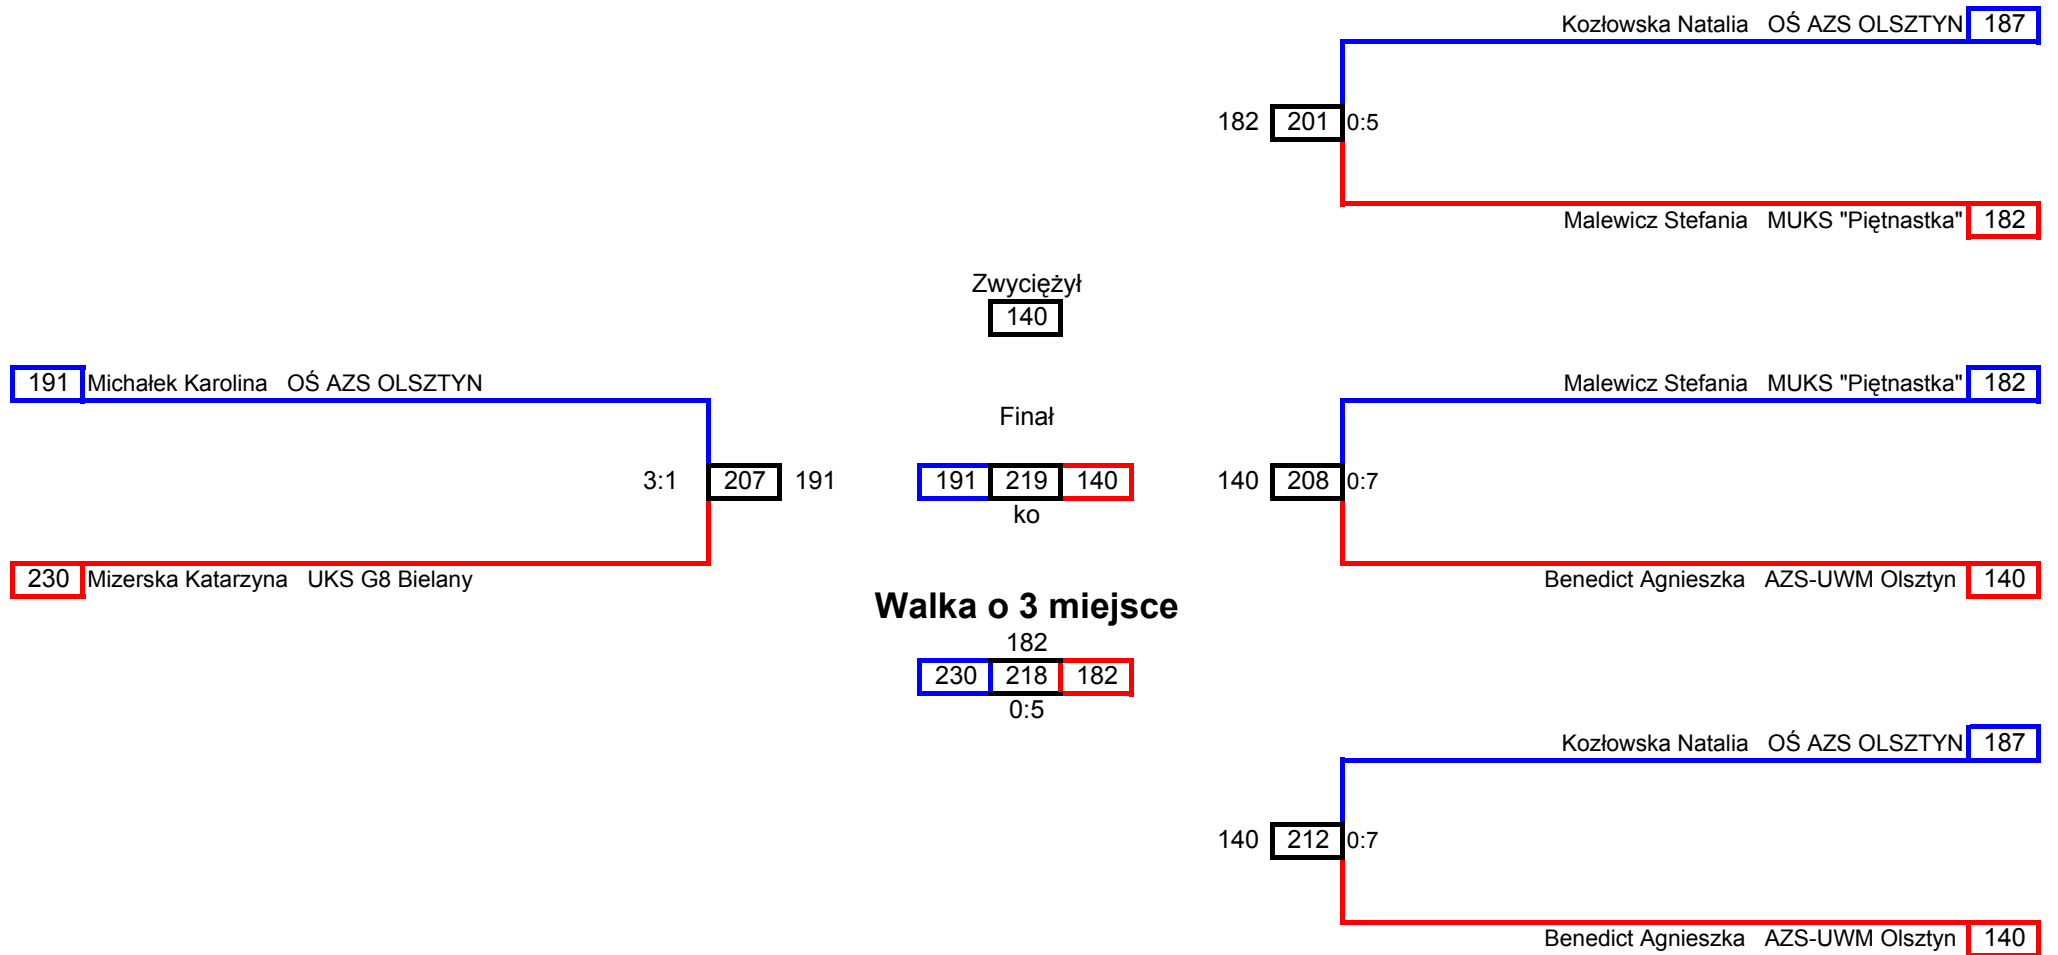 Kozłowska Natalia OŚ AZS OLSZTYN 187
182 201 0:5
Malewicz Stefania MUKS "Piętnastka" 182
Zwyciężył
140
191 Michałek Karolina OŚ AZS OLSZTYN
Malewicz Stefania MUKS "Piętnastka" 182
Finał
3:1 207 191
191 219 140
140 208 0:7
ko
230 Mizerska Katarzyna UKS G8 Bielany
Benedict Agnieszka AZS-UWM Olsztyn 140
Walka o 3 miejsce
182
230 218 182
0:5
Kozłowska Natalia OŚ AZS OLSZTYN 187
140 212 0:7
Benedict Agnieszka AZS-UWM Olsztyn 140